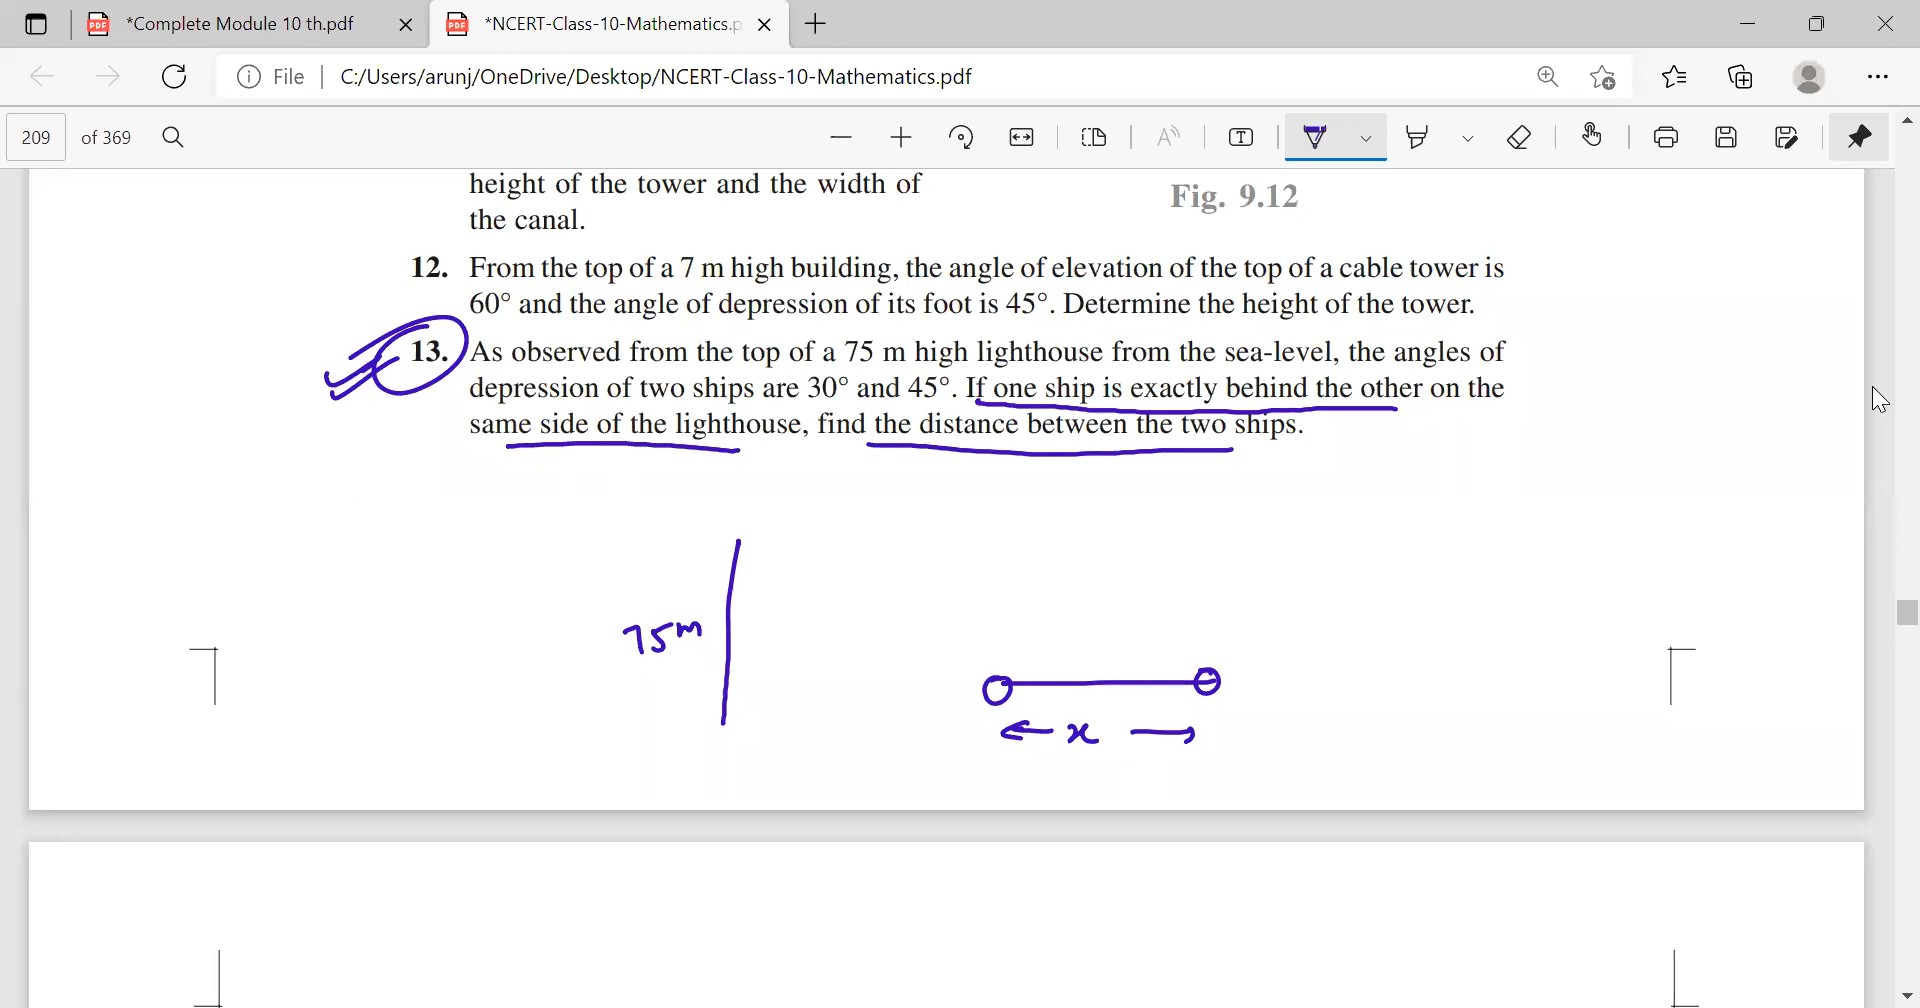 *Complete Module 10 th.pdf
*NCERT-Class-10-Mathematics.p
File
C:/Users/arunj/OneDrive/Desktop/NCERT-Class-10-Mathematics.pdf
209 of 369
height of the tower and the width of
the canal.
Fig. 9.12
12. From the top of a 7 m high building, the angle of elevation of the top of a cable tower is
60° and the angle of depression of its foot is 45°. Determine the height of the tower.
13. As observed from the top of a 75 m high lighthouse from the sea-level, the angles of
depression of two ships are 30° and 45°. If one ship is exactly behind the other on the
same side of the lighthouse, find the distance between the two ships.
75m
x